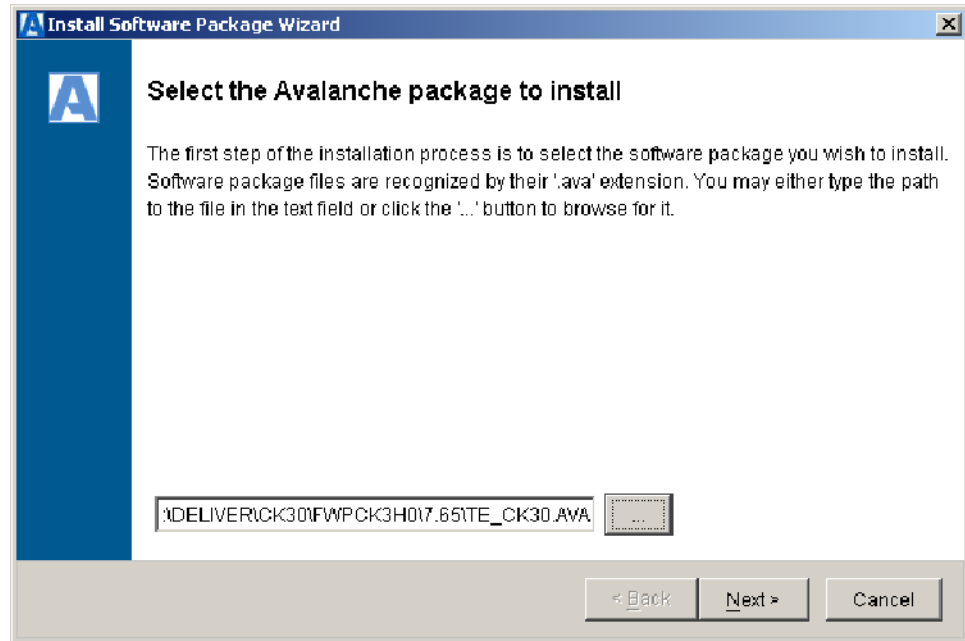 Install Software Package Wizard
A
Select the Avalanche package to install
The first step of the installation process is to select the software package you wish to install.
Software package files are recognized by their '.ava' extension. You may either type the path
to the file in the text field or click the '...' button to browse for it.
:\DELIVER\CK30\FWPCK3H0\7.65\TE_CK30.AVA
...
< Back
Next >
Cancel